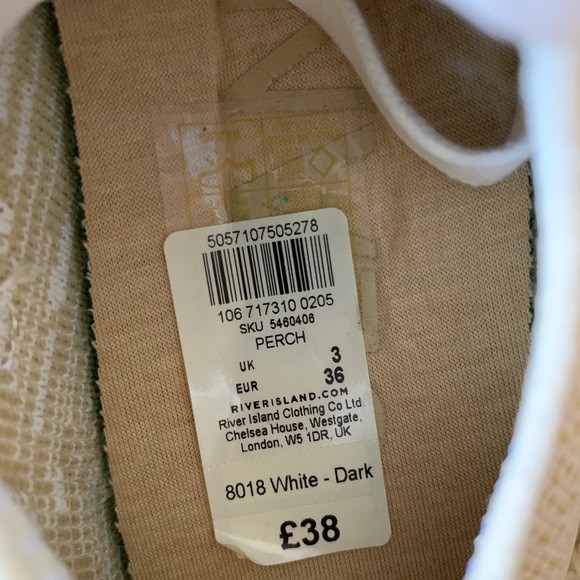 5057107505278
106 717310 0205
SKU 5460406
PERCH
UK 3
EUR 36
RIVERISLAND.COM
River Island Clothing Co Ltd.
Chelsea House, Westgate,
London, W5 1DR, UK
8018 White - Dark
£38